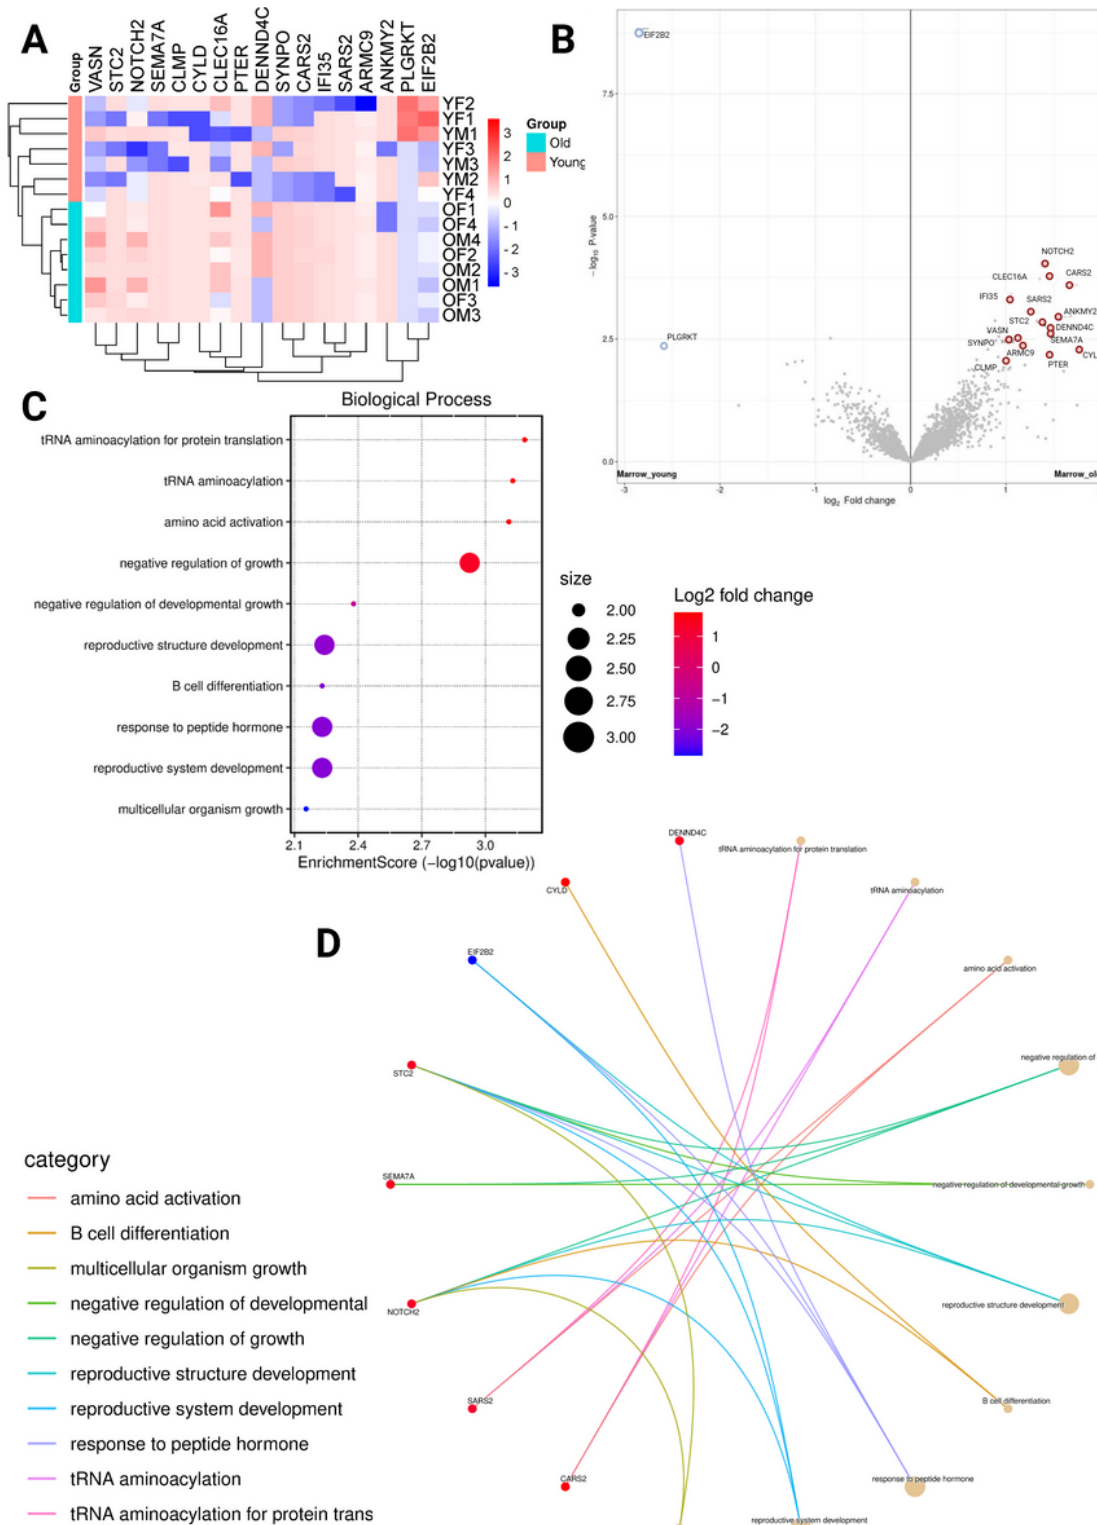 A
Group
VASN
STC2
NOTCH2
SEMA7A
CLMP
CYLD
CLEC16A
PTER
DENND4C
SYNPO
CARS2
IFI35
SARS2
ARMC9
ANKMY2
PLGRKT
EIF2B2
YF2
YF1
YM1
YF3
YM3
YM2
YF4
OF1
OF4
OM4
OF2
OM2
OM1
OF3
OM3
3
2
1
0
-1
-2
-3
Group
Old
Young
B
EIF2B2
7.5
5.0
2.5
0.0
−log10 P-value
NOTCH2
CLEC16A
CARS2
IFI35
SARS2
ANKMY2
STC2
DENND4C
VASN
SEMA7A
SYNPO
ARMC9
CYL
PLGRKT
CLMP
PTER
Marrow_young
Marrow_old
-3
-2
-1
0
1
log2 Fold change
C
Biological Process
tRNA aminoacylation for protein translation
tRNA aminoacylation
amino acid activation
negative regulation of growth
negative regulation of developmental growth
reproductive structure development
B cell differentiation
response to peptide hormone
reproductive system development
multicellular organism growth
2.1
2.4
2.7
3.0
EnrichmentScore (−log10(pvalue))
size
2.00
2.25
2.50
2.75
3.00
Log2 fold change
1
0
−1
−2
D
DENND4C
tRNA aminoacylation for protein translation
CYLD
tRNA aminoacylation
EIF2B2
amino acid activation
STC2
negative regulation of
SEMA7A
negative regulation of developmental growth
NOTCH2
reproductive structure development
SARS2
B cell differentiation
CARS2
response to peptide hormone
reproductive system development
category
amino acid activation
B cell differentiation
multicellular organism growth
negative regulation of developmental
negative regulation of growth
reproductive structure development
reproductive system development
response to peptide hormone
tRNA aminoacylation
tRNA aminoacylation for protein trans